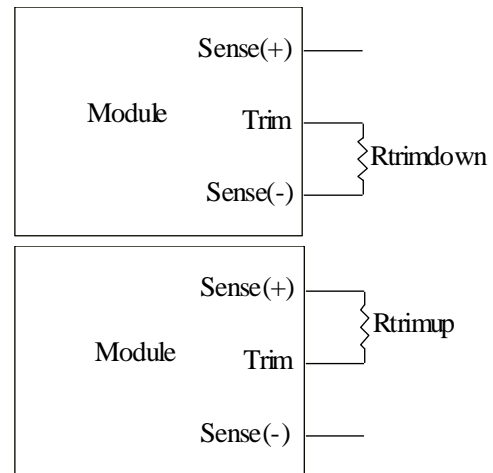 Sense(+)
Module
Trim
Rtrimdown
Sense(-)
Sense(+)
Rtrimup
Module
Trim
Sense(-)